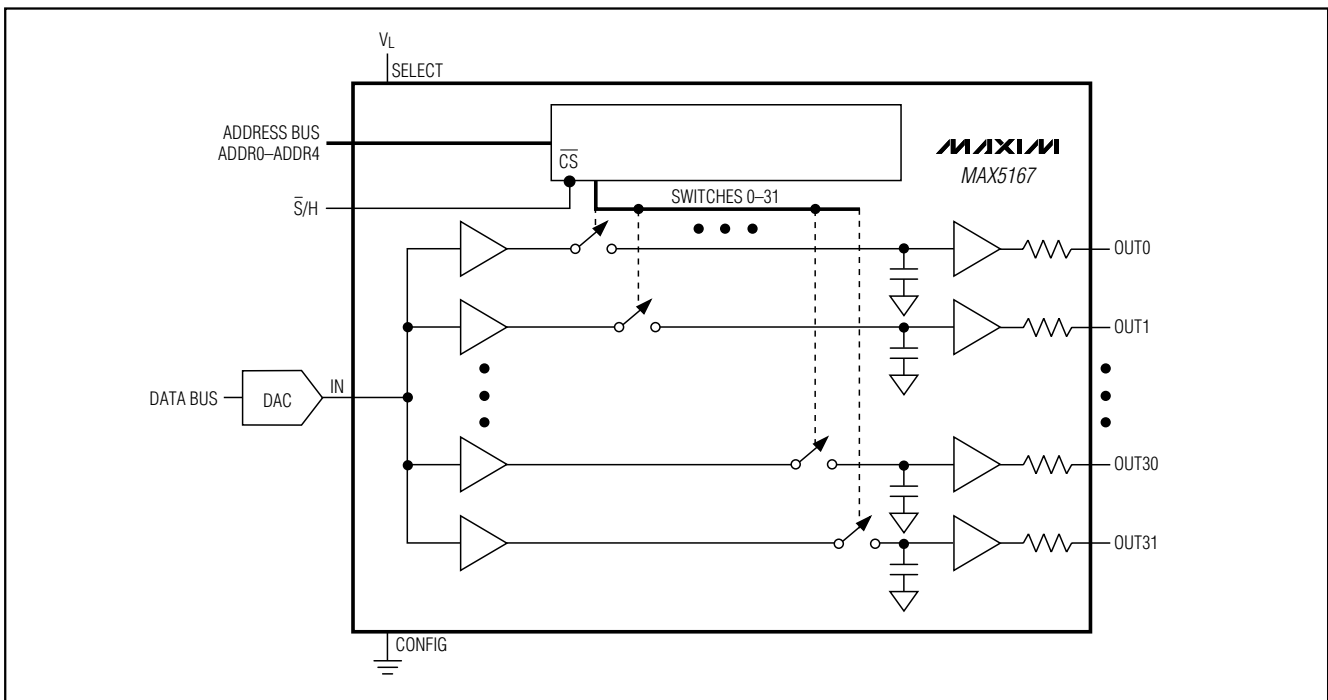 VL
SELECT
ADDRESS BUS
ADDR0–ADDR4
CS
MAXIM
MAX5167
S/H
SWITCHES 0–31
OUT0
OUT1
DATA BUS
DAC
IN
OUT30
OUT31
CONFIG